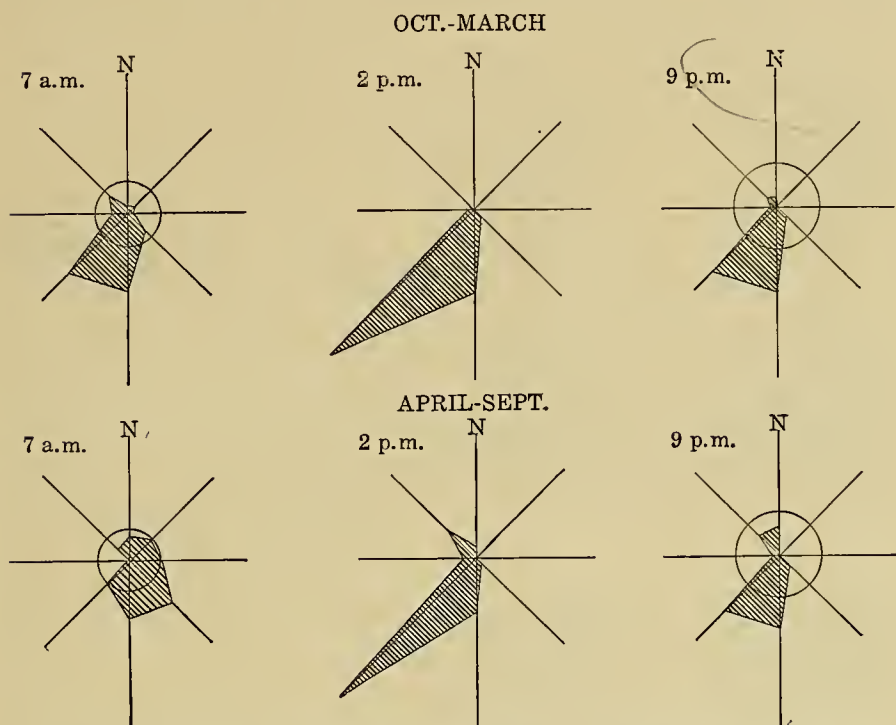 OCT.-MARCH
N N N
7 a.m. 2 p.m. 9 p.m.
APRIL-SEPT.
N N N
7 a.m. 2 p.m. 9 p.m.